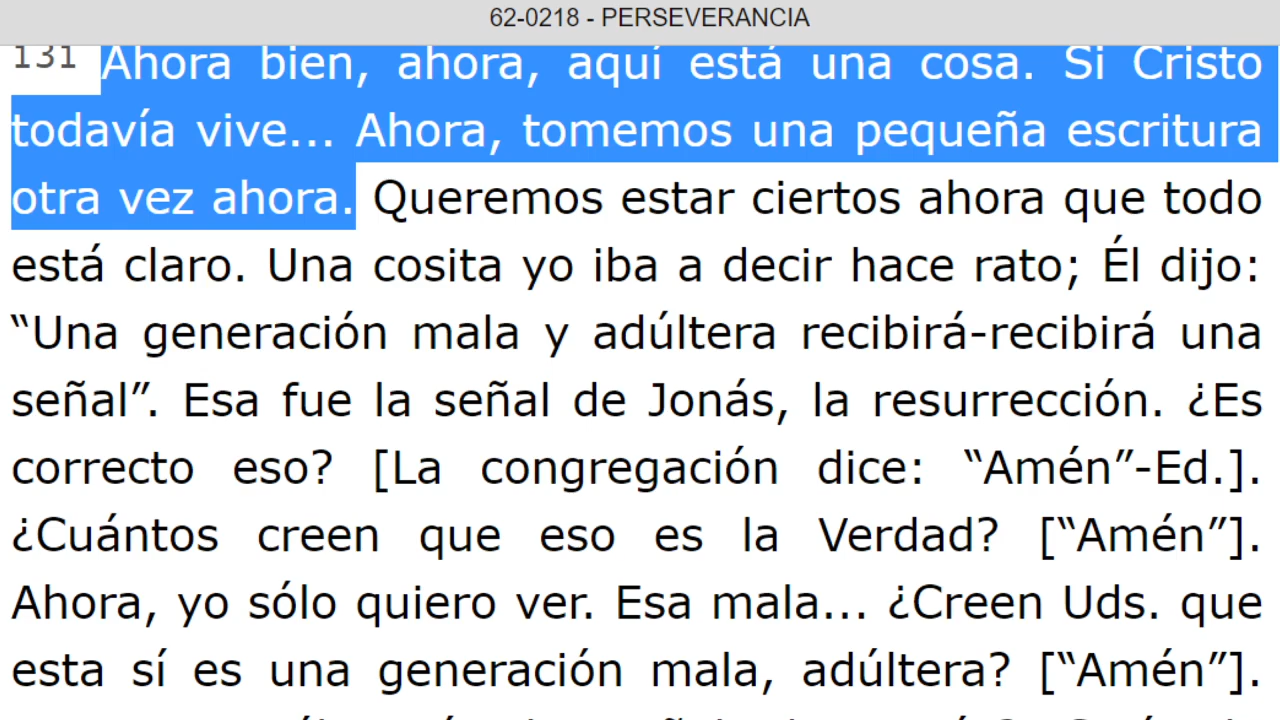 62-0218 - PERSEVERANCIA
131 Ahora bien, ahora, aquí está una cosa. Si Cristo
todavía vive... Ahora, tomemos una pequeña escritura
otra vez ahora. Queremos estar ciertos ahora que todo
está claro. Una cosita yo iba a decir hace rato; Él dijo:
“Una generación mala y adúltera recibirá-recibirá una
señal”. Esa fue la señal de Jonás, la resurrección. ¿Es
correcto eso? [La congregación dice: “Amén”-Ed.].
¿Cuántos creen que eso es la Verdad? [“Amén”].
Ahora, yo sólo quiero ver. Esa mala... ¿Creen Uds. que
esta sí es una generación mala, adúltera? [“Amén”].